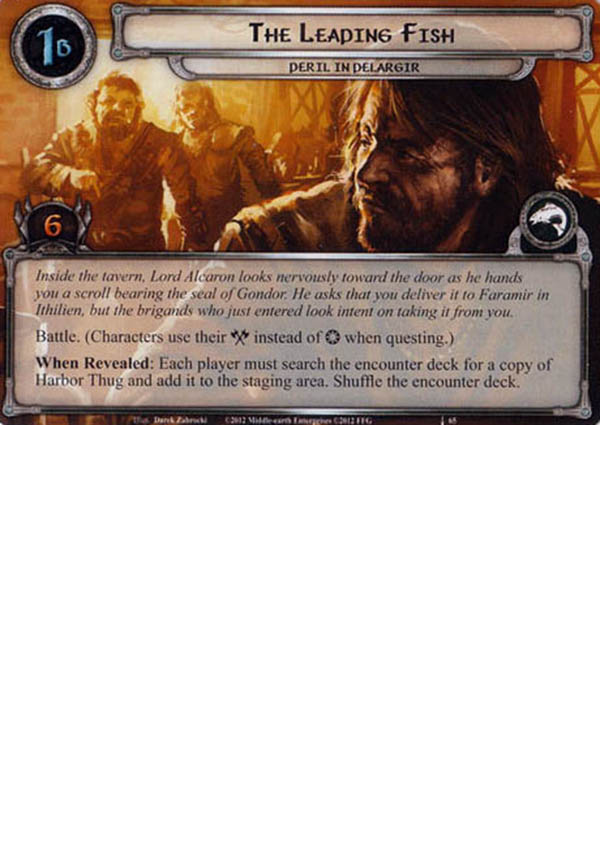 1B
THE LEADING FISH
PERIL IN PELARGIR
6
Inside the tavern, Lord Alcaron looks nervously toward the door as he hands
you a scroll bearing the seal of Gondor. He asks that you deliver it to Faramir in
Ithilien, but the brigands who just entered look intent on taking it from you.
Battle. (Characters use their instead of when questing.)
When Revealed: Each player must search the encounter deck for a copy of
Harbor Thug and add it to the staging area. Shuffle the encounter deck.
Illus. Darek Zabrocki ©2012 Middle-earth Enterprises ©2012 FFG 65